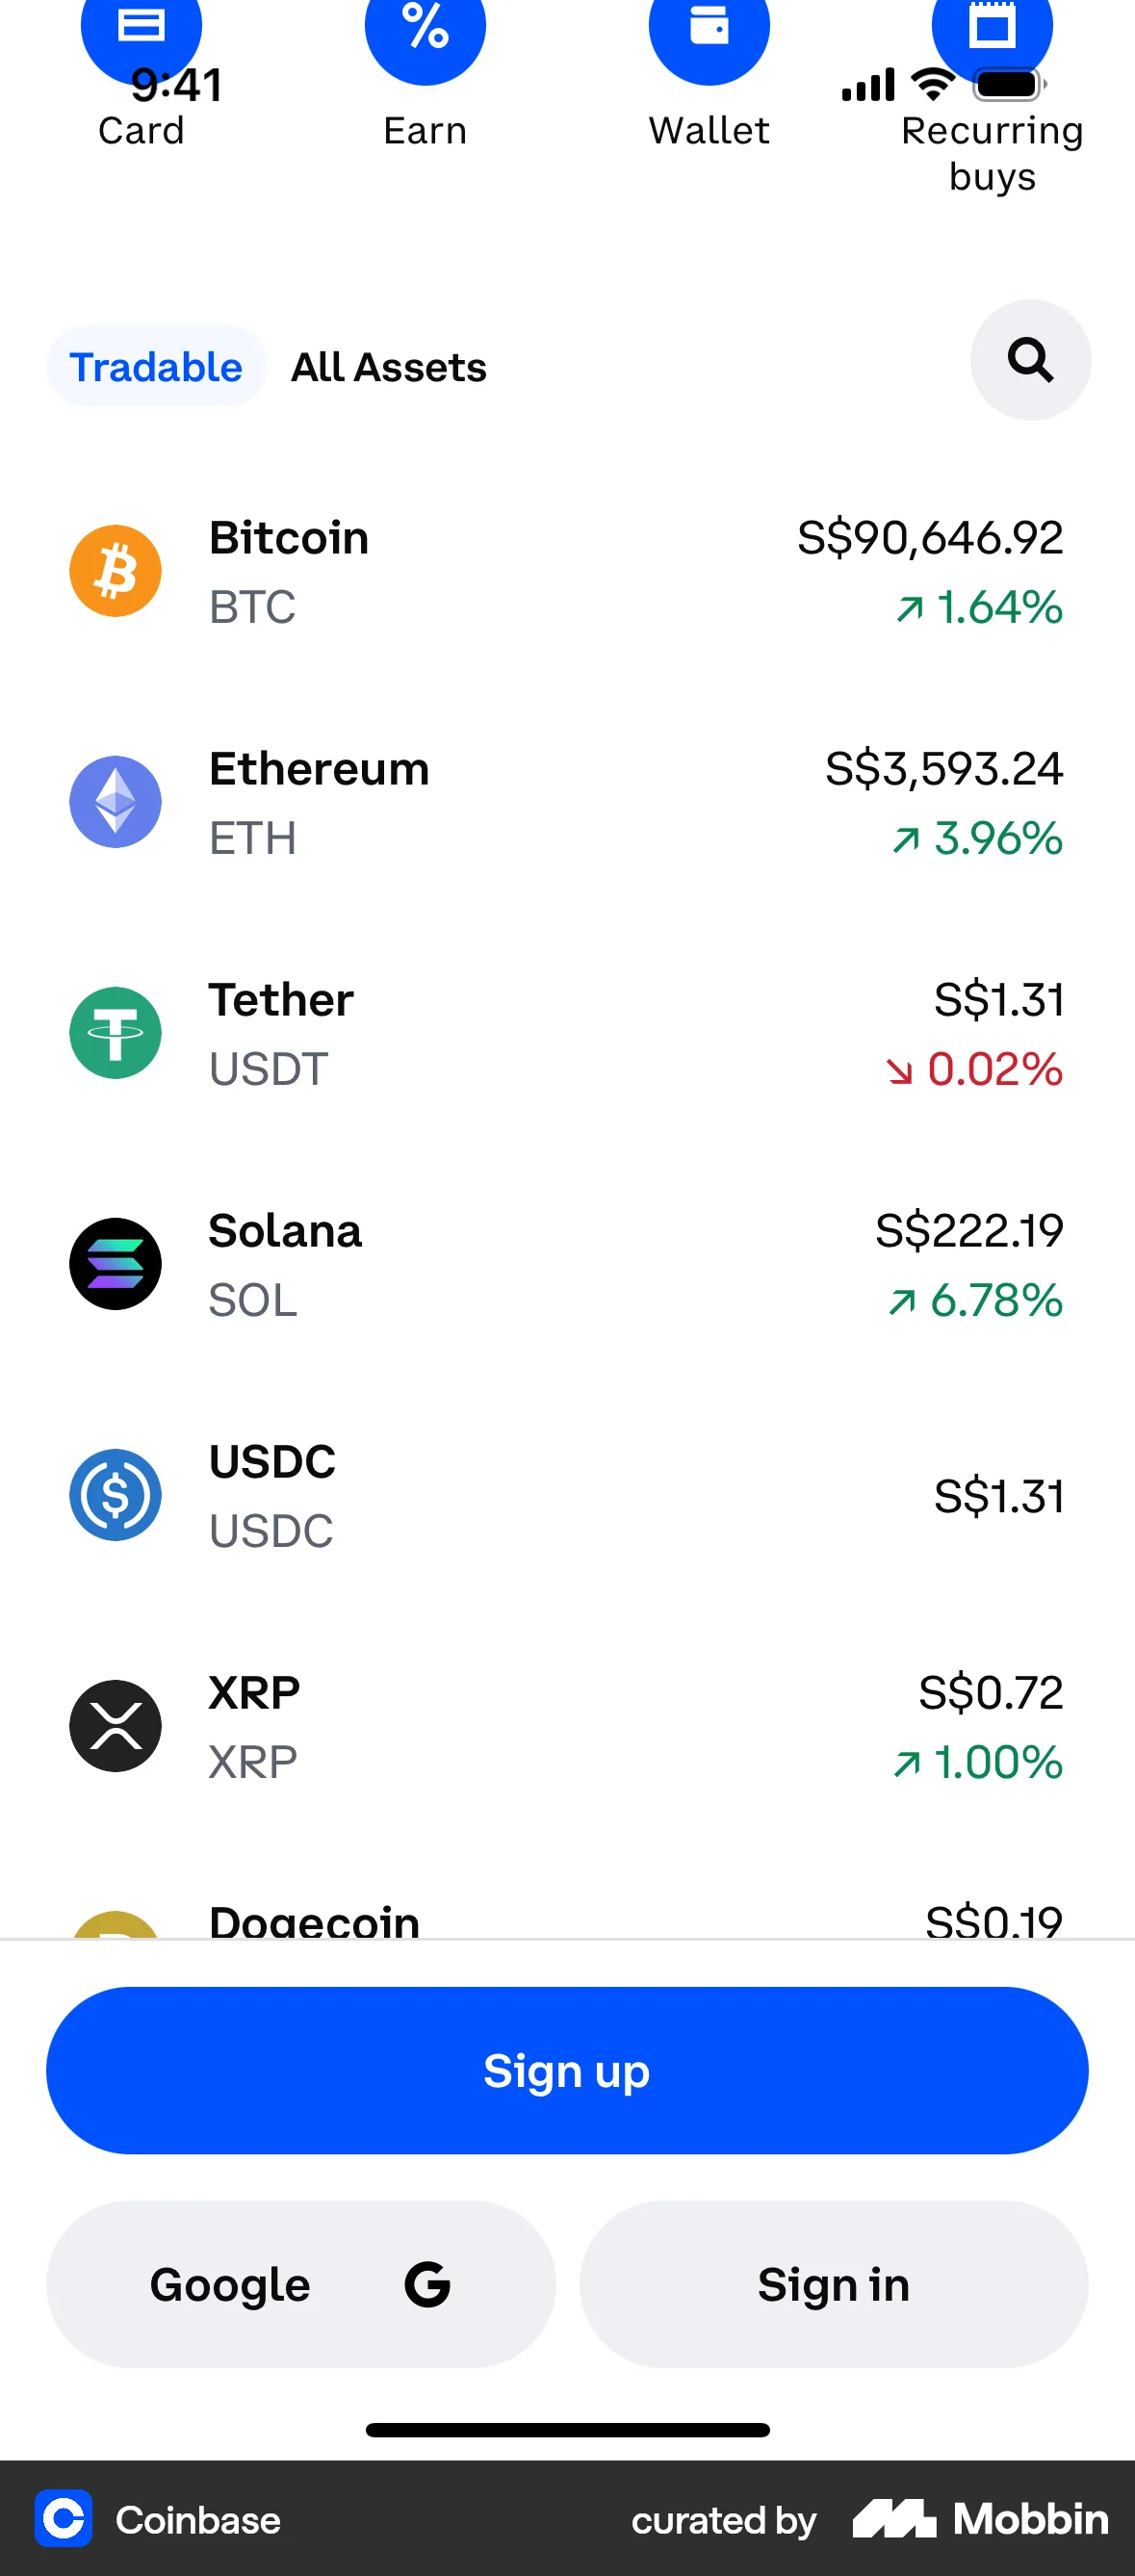 9:41
Card
Earn
Wallet
Recurring
buys
Tradable
All Assets
Bitcoin
S$90,646.92
BTC
↗ 1.64%
Ethereum
S$3,593.24
ETH
↗ 3.96%
Tether
S$1.31
USDT
↘ 0.02%
Solana
S$222.19
SOL
↗ 6.78%
USDC
S$1.31
USDC
XRP
S$0.72
XRP
↗ 1.00%
Dogecoin
S$0.19
Sign up
Google
Sign in
Coinbase
curated by
Mobbin